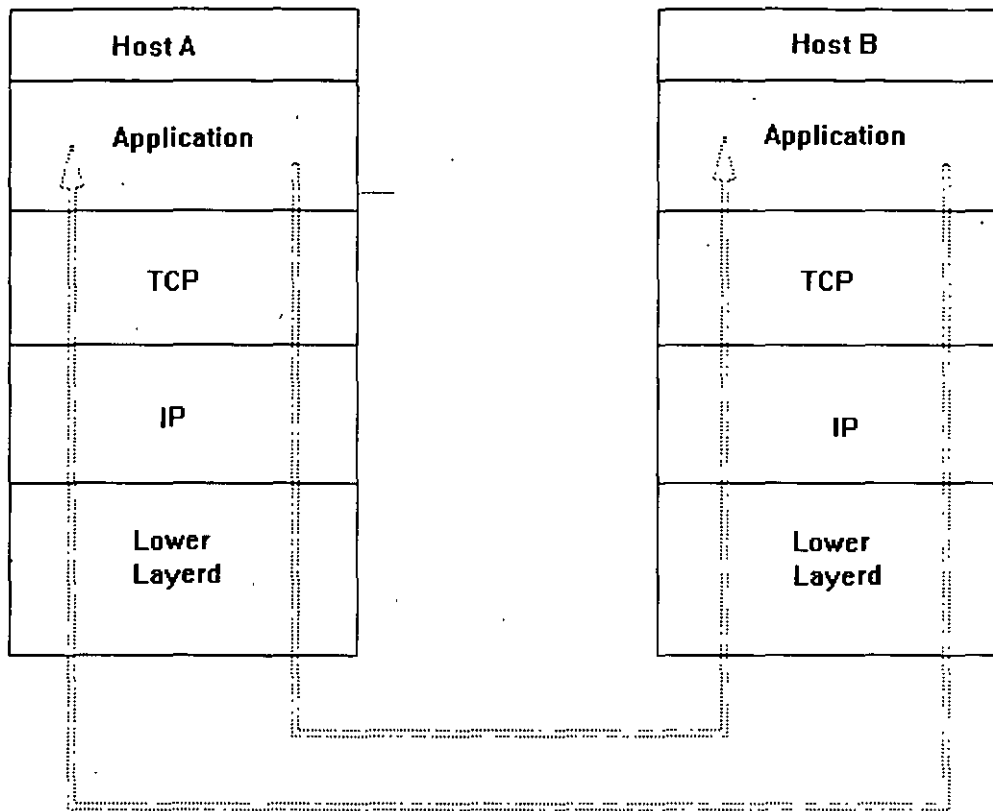 Host A
Application
TCP
IP
Lower
Layerd
Host B
Application
TCP
IP
Lower
Layerd